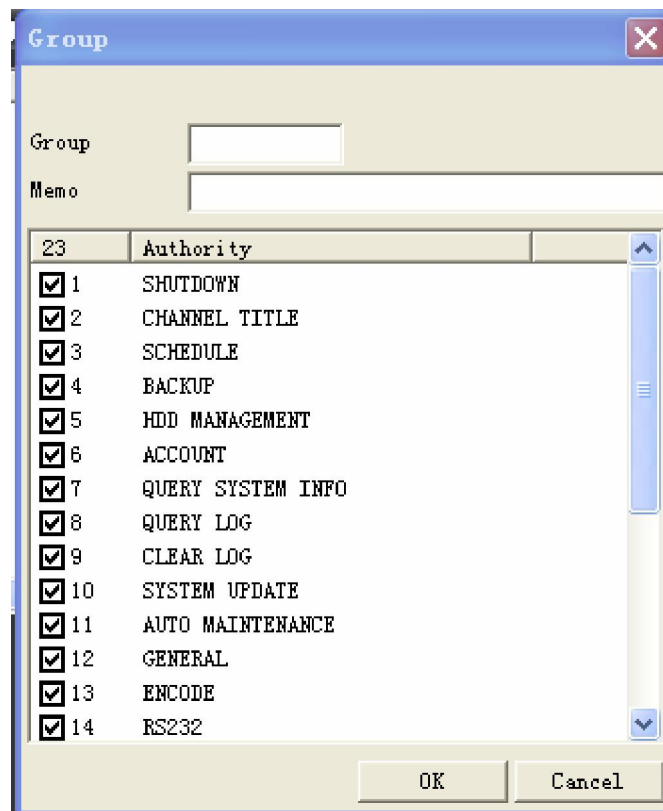 Group
Group
Memo
23 Authority
1 SHUTDOWN
2 CHANNEL TITLE
3 SCHEDULE
4 BACKUP
5 HDD MANAGEMENT
6 ACCOUNT
7 QUERY SYSTEM INFO
8 QUERY LOG
9 CLEAR LOG
10 SYSTEM UPDATE
11 AUTO MAINTENANCE
12 GENERAL
13 ENCODE
14 RS232
OK Cancel